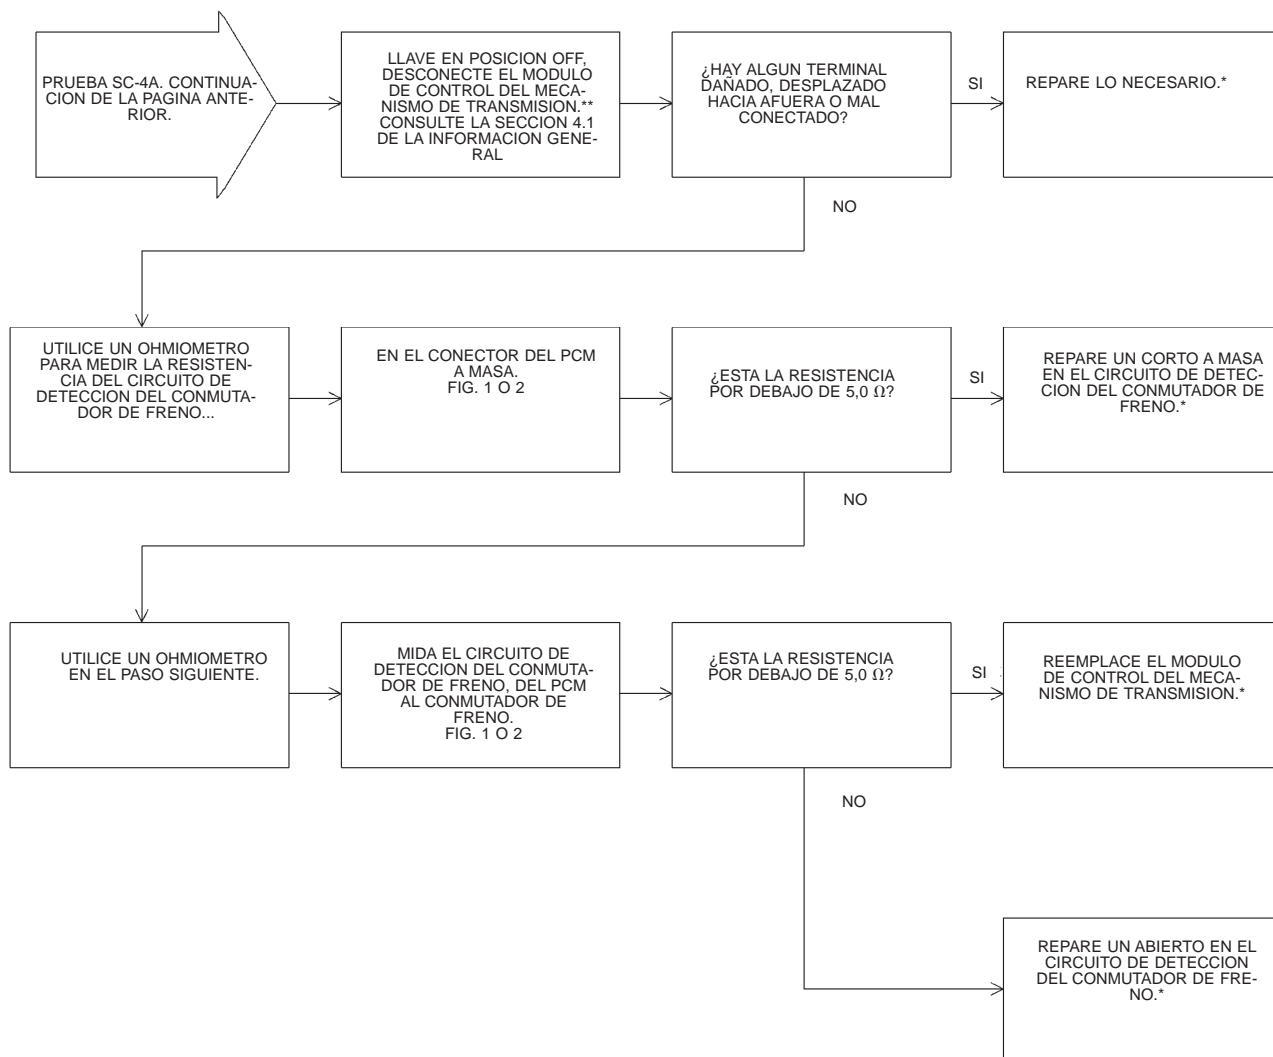 PRUEBA SC-4A. CONTINUA-
CION DE LA PAGINA ANTE-
RIOR.
LLAVE EN POSICION OFF,
DESCONECTE EL MODULO
DE CONTROL DEL MECA-
NISMO DE TRANSMISION.**
CONSULTE LA SECCION 4.1
DE LA INFORMACION GENE-
RAL
¿HAY ALGUN TERMINAL
DAÑADO, DESPLAZADO
HACIA AFUERA O MAL
CONECTADO?
SI
REPARE LO NECESARIO.*
NO
UTILICE UN OHMIOMETRO
PARA MEDIR LA RESISTEN-
CIA DEL CIRCUITO DE
DETECCION DEL CONMUTA-
DOR DE FRENO...
EN EL CONECTOR DEL PCM
A MASA.
FIG. 1 O 2
¿ESTA LA RESISTENCIA
POR DEBAJO DE 5,0 Ω?
SI
REPARE UN CORTO A MASA
EN EL CIRCUITO DE DETEC-
CION DEL CONMUTADOR DE
FRENO.*
NO
UTILICE UN OHMIOMETRO
EN EL PASO SIGUIENTE.
MIDA EL CIRCUITO DE
DETECCION DEL CONMUTA-
DOR DE FRENO, DEL PCM
AL CONMUTADOR DE
FRENO.
FIG. 1 O 2
¿ESTA LA RESISTENCIA
POR DEBAJO DE 5,0 Ω?
SI
REEMPLACE EL MODULO
DE CONTROL DEL MECA-
NISMO DE TRANSMISION.*
NO
REPARE UN ABIERTO EN EL
CIRCUITO DE DETECCION
DEL CONMUTADOR DE FRE-
NO.*